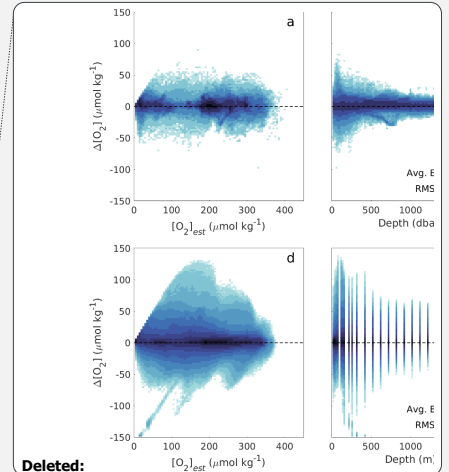 150
100
50
0
-50
-100
-150
Δ[O₂] (μmol kg⁻¹)
a
0 100 200 300 400
[O₂]est (μmol kg⁻¹)
Avg. E
RMS
0 500 1000
Depth (dba
150
100
50
0
-50
-100
-150
Δ[O₂] (μmol kg⁻¹)
d
0 100 200 300 400
[O₂]est (μmol kg⁻¹)
Avg. E
RMS
0 500 1000
Depth (m)
Deleted: